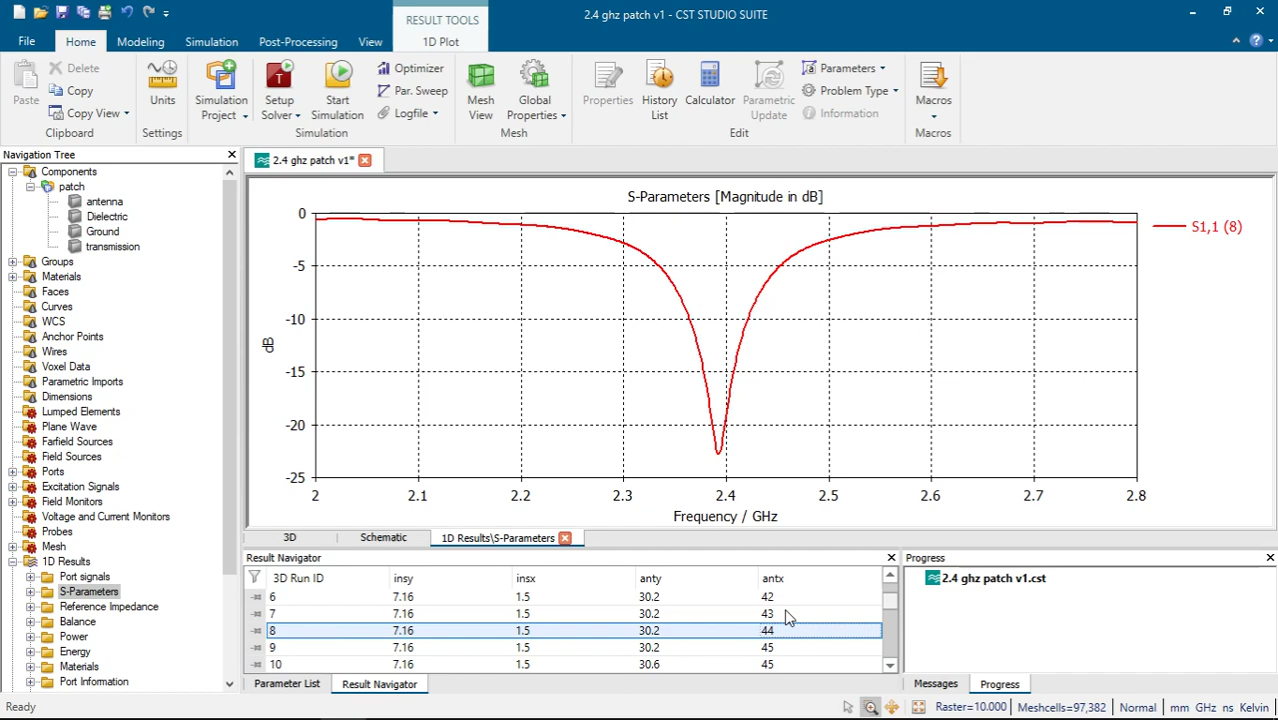 2.4 ghz patch v1 - CST STUDIO SUITE
RESULT TOOLS
File Home Modeling Simulation Post-Processing View 1D Plot
Paste
Delete
Copy
Copy View
Clipboard
Units
Settings
Simulation Project
Setup Solver
Start Simulation
Optimizer
Par. Sweep
Logfile
Simulation
Mesh View
Global Properties
Mesh
Properties
History List
Calculator
Parametric Update
Parameters
Problem Type
Information
Edit
Macros
Macros
Navigation Tree
Components
patch
antenna
Dielectric
Ground
transmission
Groups
Materials
Faces
Curves
WCS
Anchor Points
Wires
Voxel Data
Parametric Imports
Dimensions
Lumped Elements
Plane Wave
Farfield Sources
Field Sources
Ports
Excitation Signals
Field Monitors
Voltage and Current Monitors
Probes
Mesh
1D Results
Port signals
S-Parameters
Reference Impedance
Balance
Power
Energy
Materials
Port Information
2.4 ghz patch v1*
S-Parameters [Magnitude in dB]
S1,1 (8)
0
-5
-10
-15
-20
-25
dB
2 2.1 2.2 2.3 2.4 2.5 2.6 2.7 2.8
Frequency / GHz
3D Schematic 1D Results\S-Parameters
Result Navigator
3D Run ID insy insx anty antx
6 7.16 1.5 30.2 42
7 7.16 1.5 30.2 43
8 7.16 1.5 30.2 44
9 7.16 1.5 30.2 45
10 7.16 1.5 30.6 45
Parameter List Result Navigator
Progress
2.4 ghz patch v1.cst
Messages Progress
Ready
Raster=10.000 Meshcells=97,382 Normal mm GHz ns Kelvin